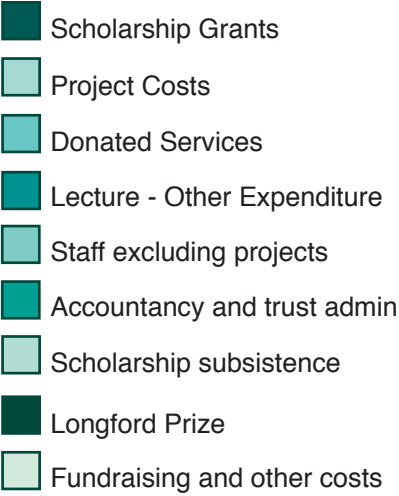 Scholarship Grants
Project Costs
Donated Services
Lecture - Other Expenditure
Staff excluding projects
Accountancy and trust admin
Scholarship subsistence
Longford Prize
Fundraising and other costs